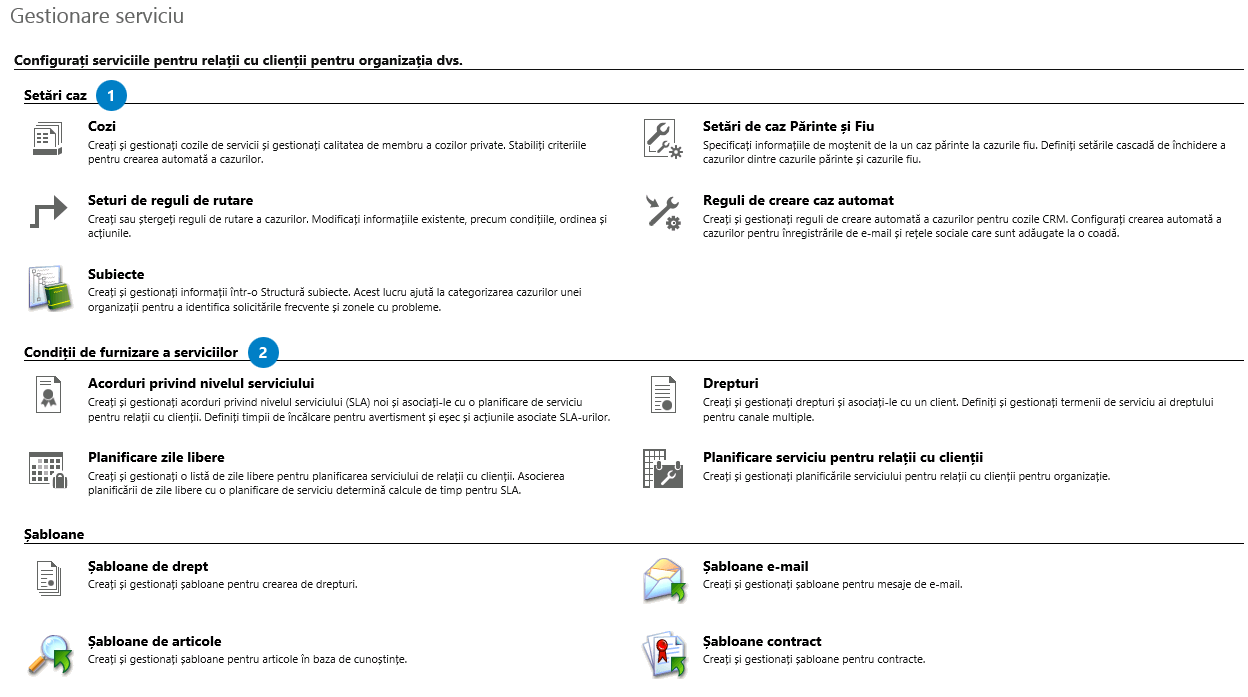 Gestionare serviciu
Configurați serviciile pentru relații cu clienții pentru organizația dvs.
Setări caz 1
Cozi
Creați și gestionați cozile de servicii și gestionați calitatea de membru a cozilor private. Stabiliți criteriile
pentru crearea automată a cazurilor.
Setări de caz Părinte și Fiu
Specificați informațiile de moștenit de la un caz părinte la cazurile fiu. Definiți setările cascadă de închidere a
cazurilor dintre cazurile părinte și cazurile fiu.
Seturi de reguli de rutare
Creați sau ștergeți reguli de rutare a cazurilor. Modificați informațiile existente, precum condițiile, ordinea și
acțiunile.
Reguli de creare caz automat
Creați și gestionați reguli de creare automată a cazurilor pentru cozile CRM. Configurați crearea automată a
cazurilor pentru înregistrările de e-mail și rețele sociale care sunt adăugate la o coadă.
Subiecte
Creați și gestionați informații într-o Structură subiecte. Acest lucru ajută la categorizarea cazurilor unei
organizații pentru a identifica solicitările frecvente și zonele cu probleme.
Condiții de furnizare a serviciilor 2
Acorduri privind nivelul serviciului
Creați și gestionați acorduri privind nivelul serviciului (SLA) noi și asociați-le cu o planificare de serviciu
pentru relații cu clienții. Definiți timpii de încălcare pentru avertisment și eșec și acțiunile asociate SLA-urilor.
Drepturi
Creați și gestionați drepturi și asociați-le cu un client. Definiți și gestionați termenii de serviciu ai dreptului
pentru canale multiple.
Planificare zile libere
Creați și gestionați o listă de zile libere pentru planificarea serviciului de relații cu clienții. Asocierea
planificării de zile libere cu o planificare de serviciu determină calcule de timp pentru SLA.
Planificare serviciu pentru relații cu clienții
Creați și gestionați planificările serviciului pentru relații cu clienții pentru organizație.
Șabloane
Șabloane de drept
Creați și gestionați șabloane pentru crearea de drepturi.
Șabloane e-mail
Creați și gestionați șabloane pentru mesaje de e-mail.
Șabloane de articole
Creați și gestionați șabloane pentru articole în baza de cunoștințe.
Șabloane contract
Creați și gestionați șabloane pentru contracte.